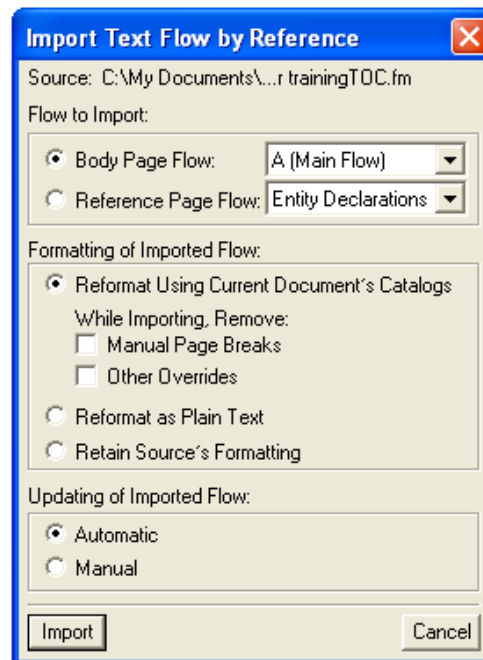 Import Text Flow by Reference
Source: C:\My Documents\...r trainingTOC.fm
Flow to Import:
Body Page Flow: A (Main Flow)
Reference Page Flow: Entity Declarations
Formatting of Imported Flow:
Reformat Using Current Document's Catalogs
While Importing, Remove:
Manual Page Breaks
Other Overrides
Reformat as Plain Text
Retain Source's Formatting
Updating of Imported Flow:
Automatic
Manual
Import Cancel